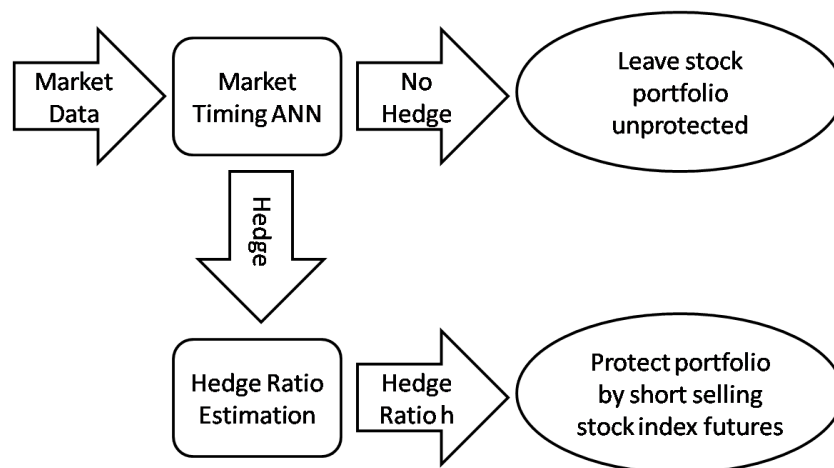 Market
Data
Market
Timing ANN
No
Hedge
Leave stock
portfolio
unprotected
Hedge
Hedge Ratio
Estimation
Hedge
Ratio h
Protect portfolio
by short selling
stock index futures